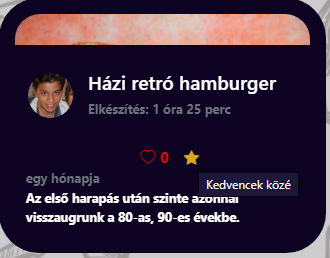 Házi retró hamburger
Elkészítés: 1 óra 25 perc
0
Kedvencek közé
egy hónapja
Az első harapás után szinte azonnal
visszaugrunk a 80-as, 90-es évekbe.